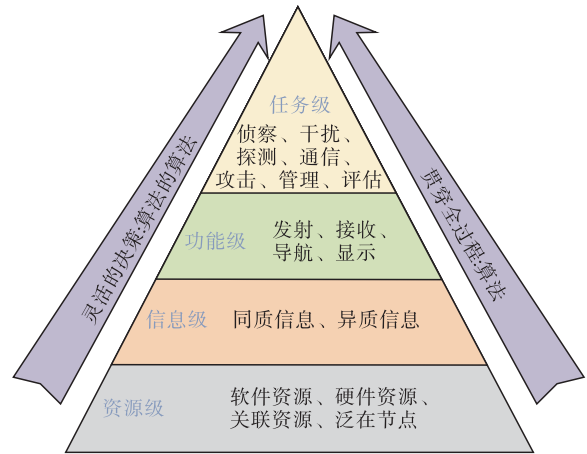 任务级
侦察、干扰、
探测、通信、
攻击、管理、评估
功能级
发射、接收、
导航、显示
信息级
同质信息、异质信息
资源级
软件资源、硬件资源、
关联资源、泛在节点
灵活的决策:算法的算法
贯穿全过程:算法